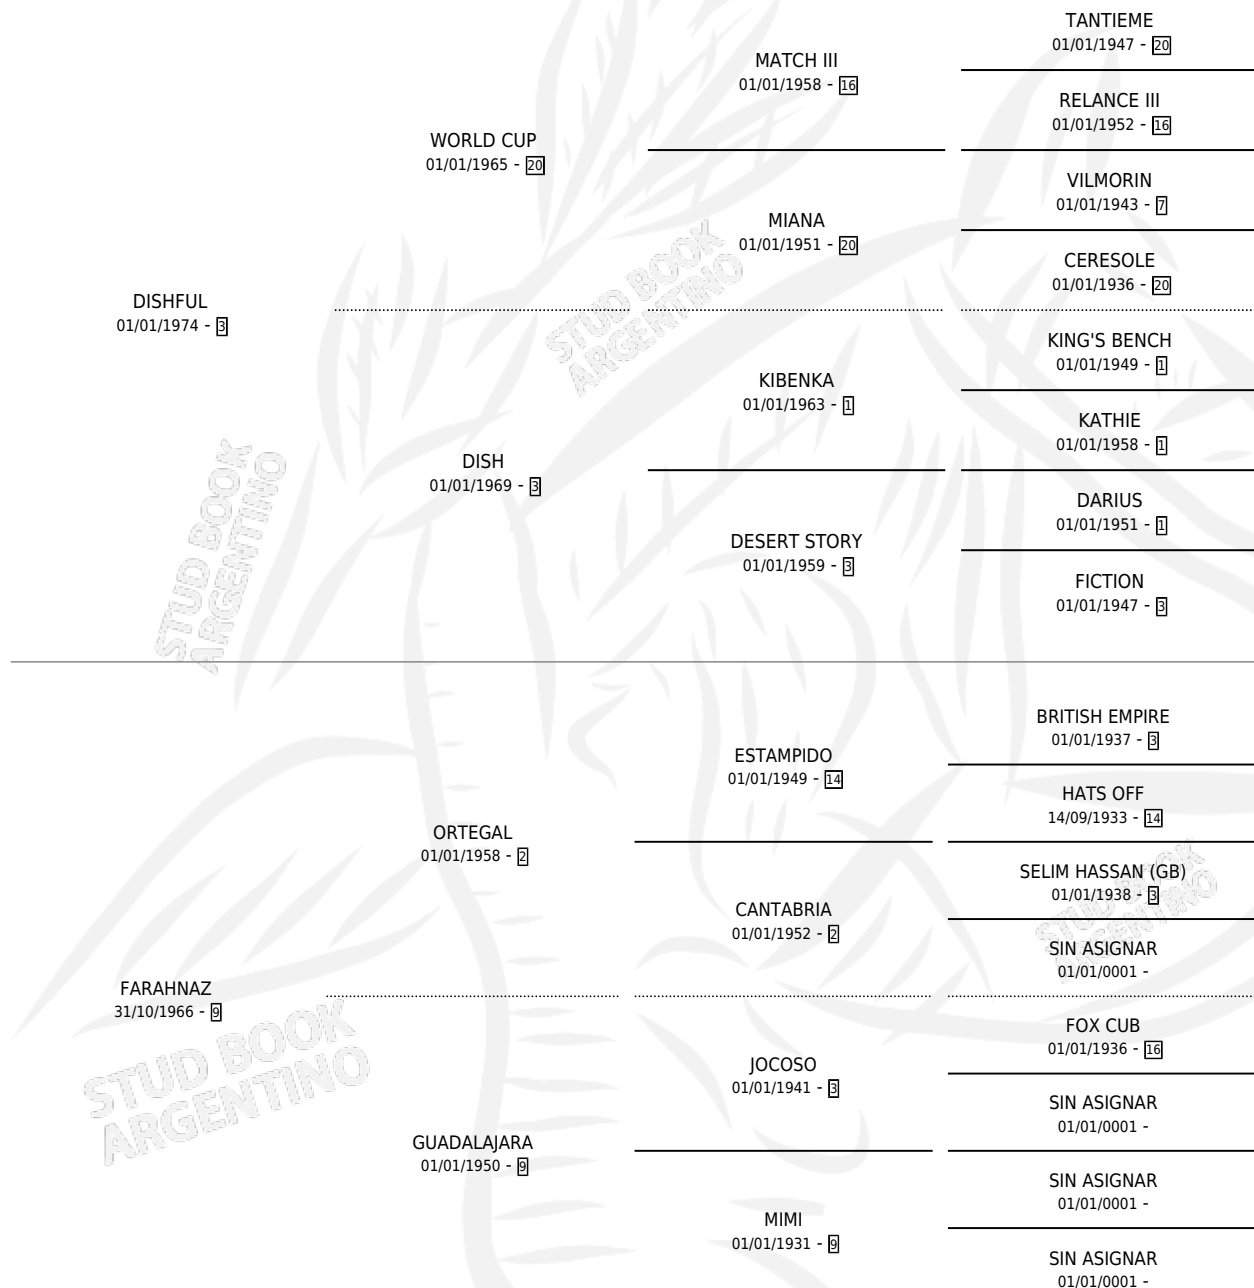 TANTIEME
01/01/1947 - 20
MATCH III
01/01/1958 - 16
RELANCE III
01/01/1952 - 16
WORLD CUP
01/01/1965 - 20
VILMORIN
01/01/1943 - 7
MIANA
01/01/1951 - 20
CERESOLE
01/01/1936 - 20
DISHFUL
01/01/1974 - 3
KING'S BENCH
01/01/1949 - 1
KIBENKA
01/01/1963 - 1
KATHIE
01/01/1958 - 1
DISH
01/01/1969 - 3
DARIUS
01/01/1951 - 1
DESERT STORY
01/01/1959 - 3
FICTION
01/01/1947 - 3
STUD BOOK
ARGENTINO
STUD BOOK
ARGENTINO
BRITISH EMPIRE
01/01/1937 - 3
ESTAMPIDO
01/01/1949 - 14
HATS OFF
14/09/1933 - 14
ORTEGAL
01/01/1958 - 2
SELIM HASSAN (GB)
01/01/1938 - 3
CANTABRIA
01/01/1952 - 2
SIN ASIGNAR
01/01/0001 -
FARAHNAZ
31/10/1966 - 9
FOX CUB
01/01/1936 - 16
JOCOSO
01/01/1941 - 3
SIN ASIGNAR
01/01/0001 -
GUADALAJARA
01/01/1950 - 9
SIN ASIGNAR
01/01/0001 -
MIMI
01/01/1931 - 9
SIN ASIGNAR
01/01/0001 -
STUD BOOK
ARGENTINO
STUD BOOK
ARGENTINO